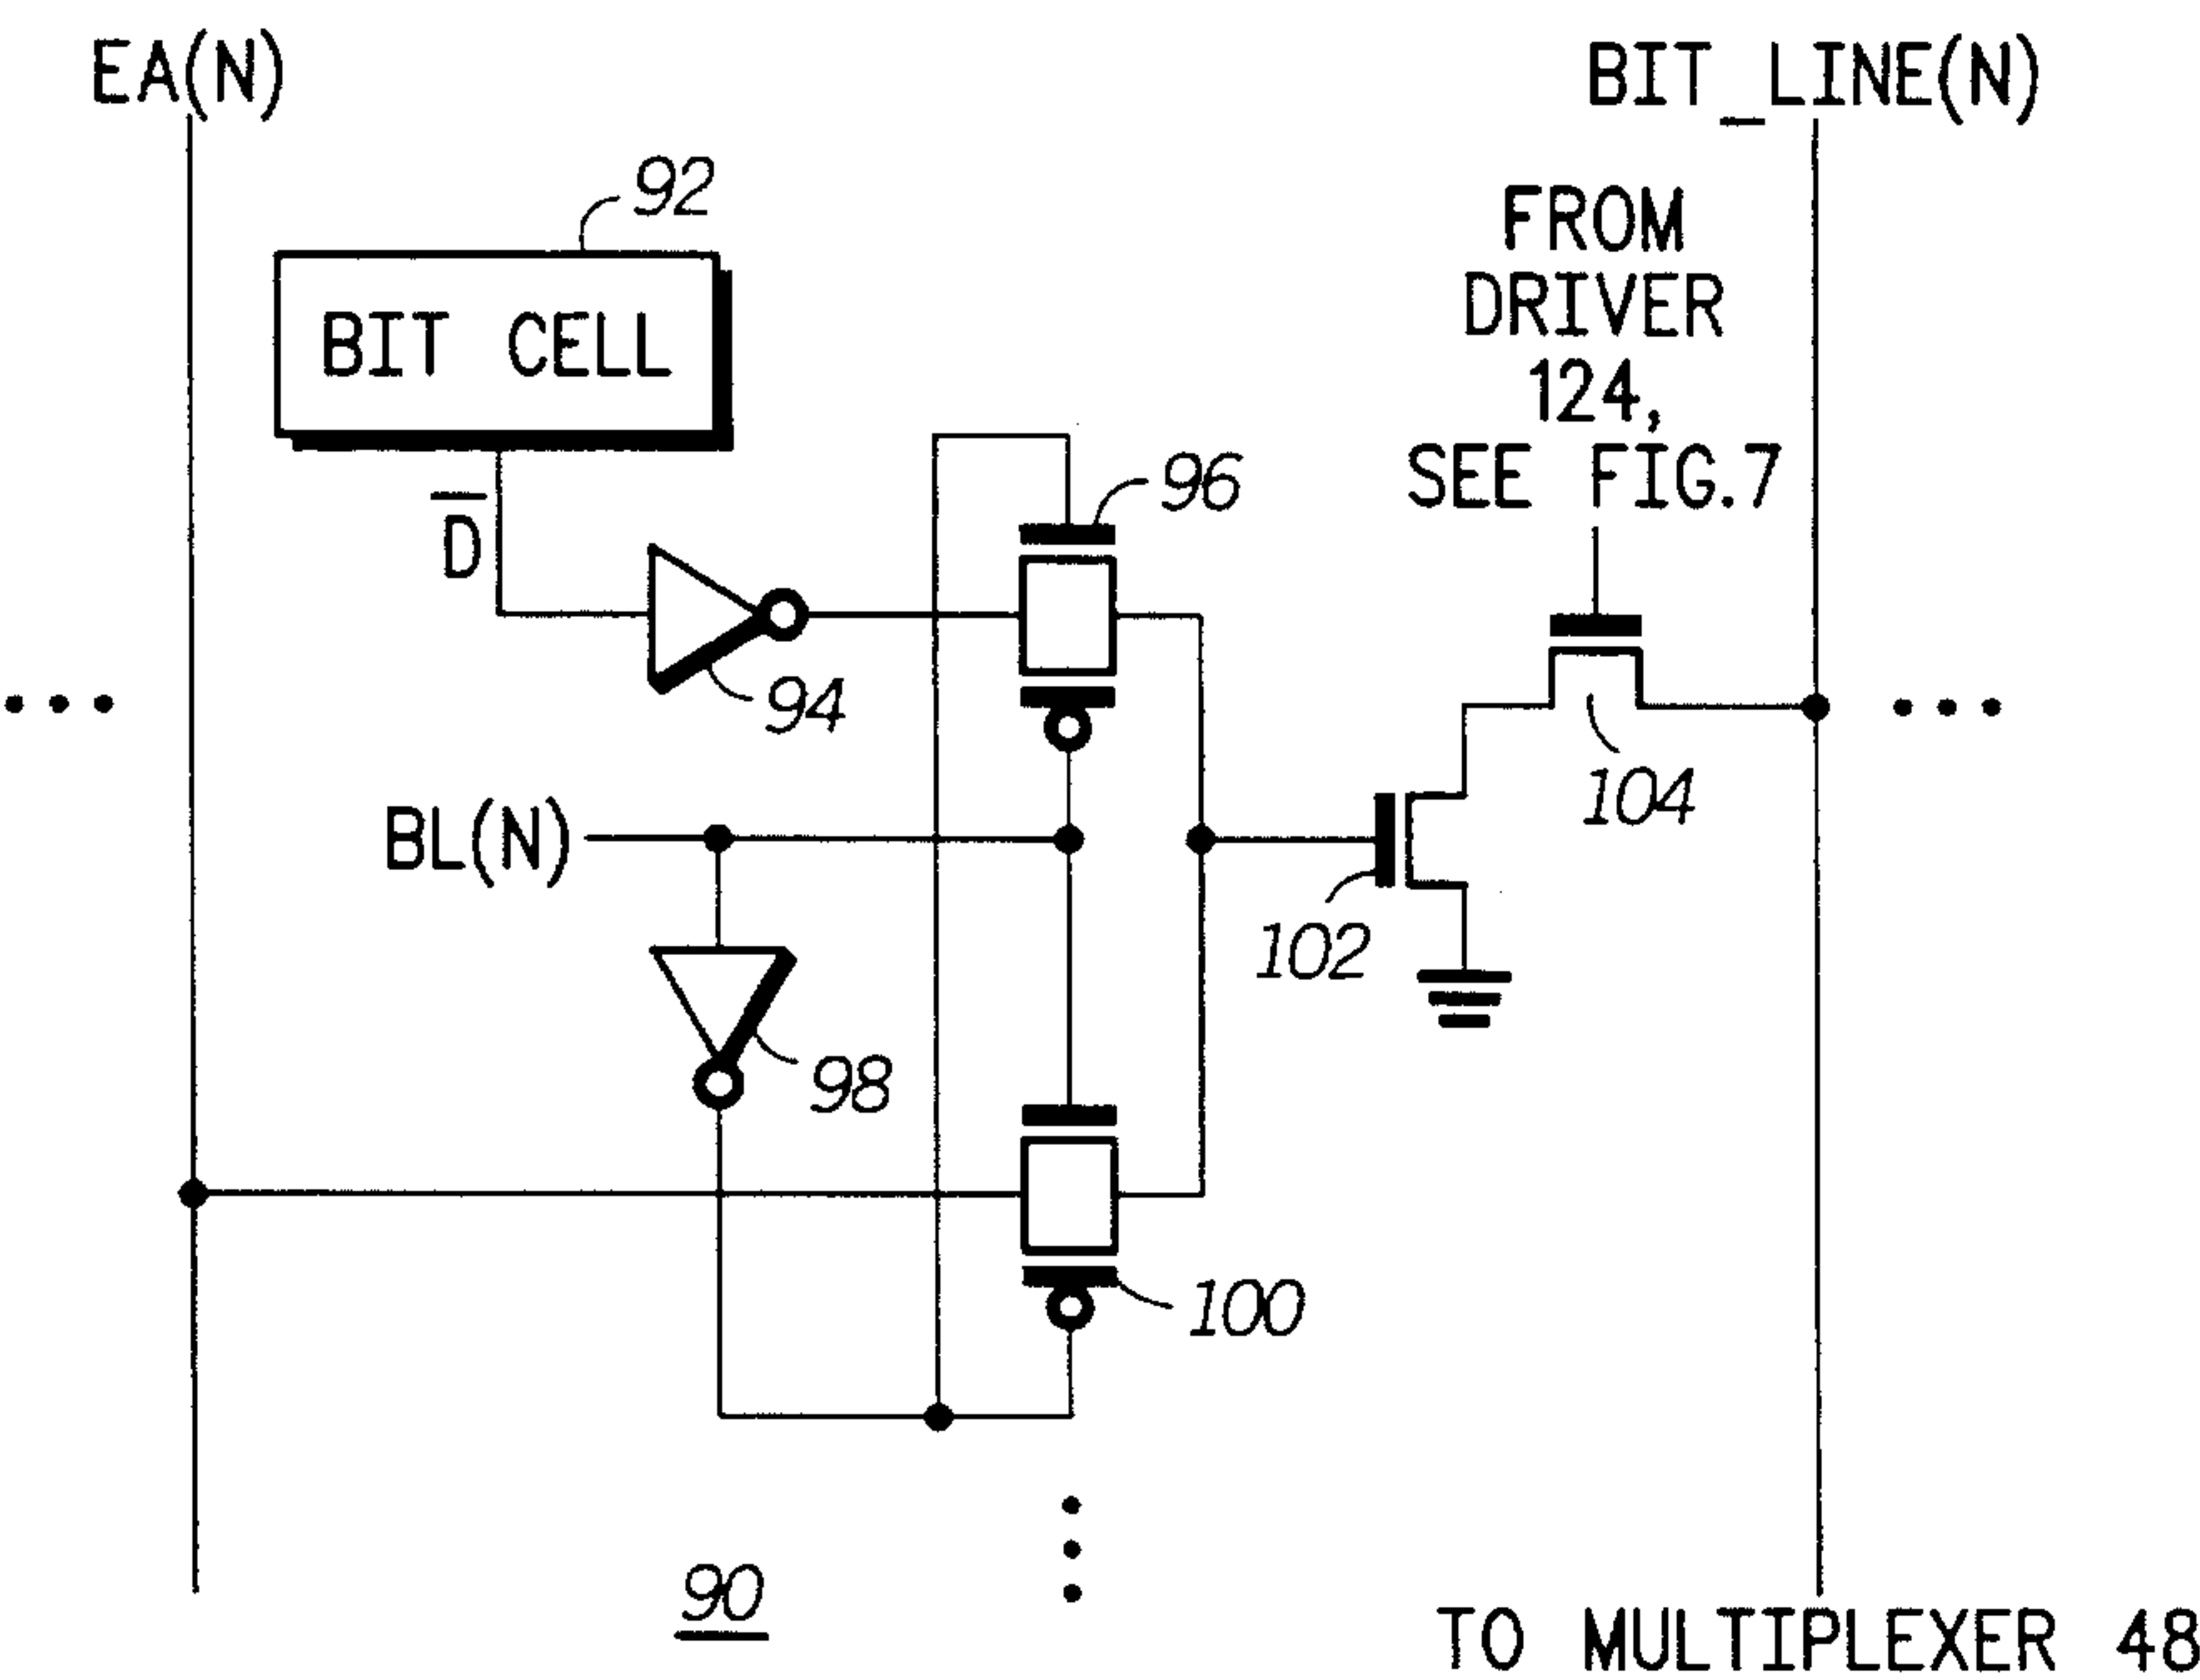 EA(N)
BIT_LINE(N)
92
FROM
DRIVER
124,
SEE FIG.7
BIT CELL
D̅
96
94
104
BL(N)
102
98
100
90
TO MULTIPLEXER 48